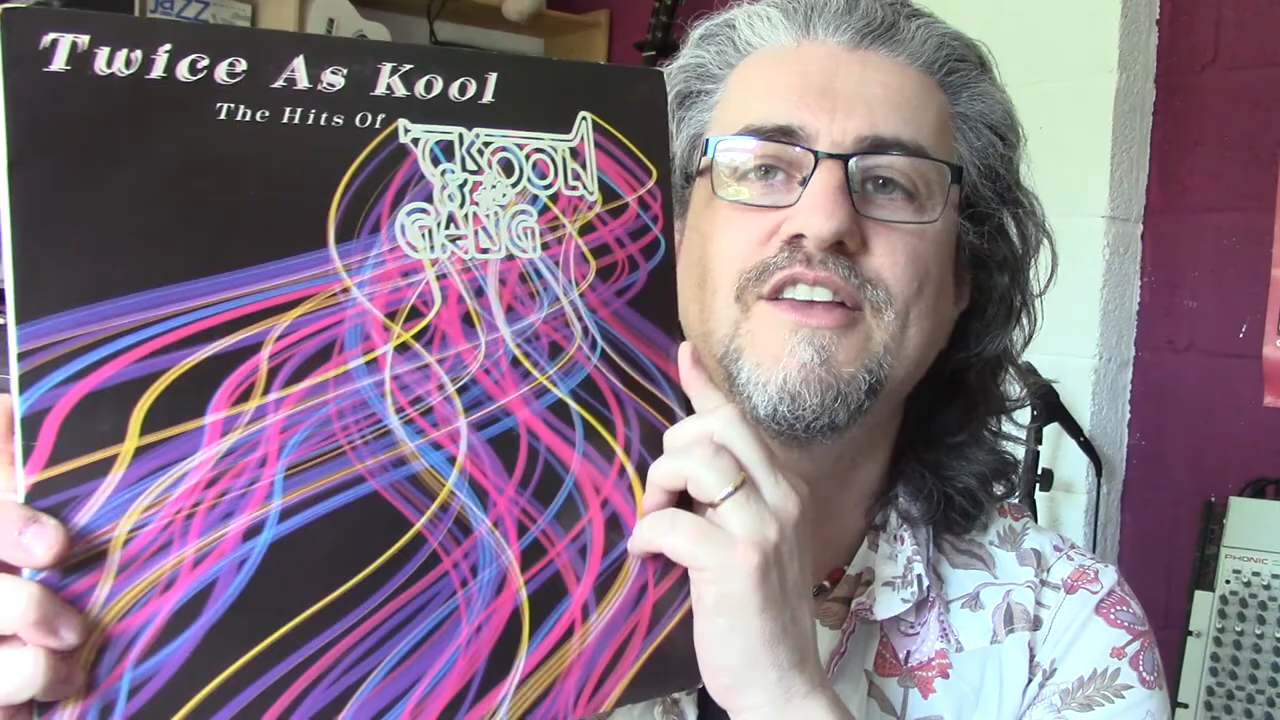 jazz
Twice As Kool
The Hits Of
KOOL
& the
GANG
PHONIC